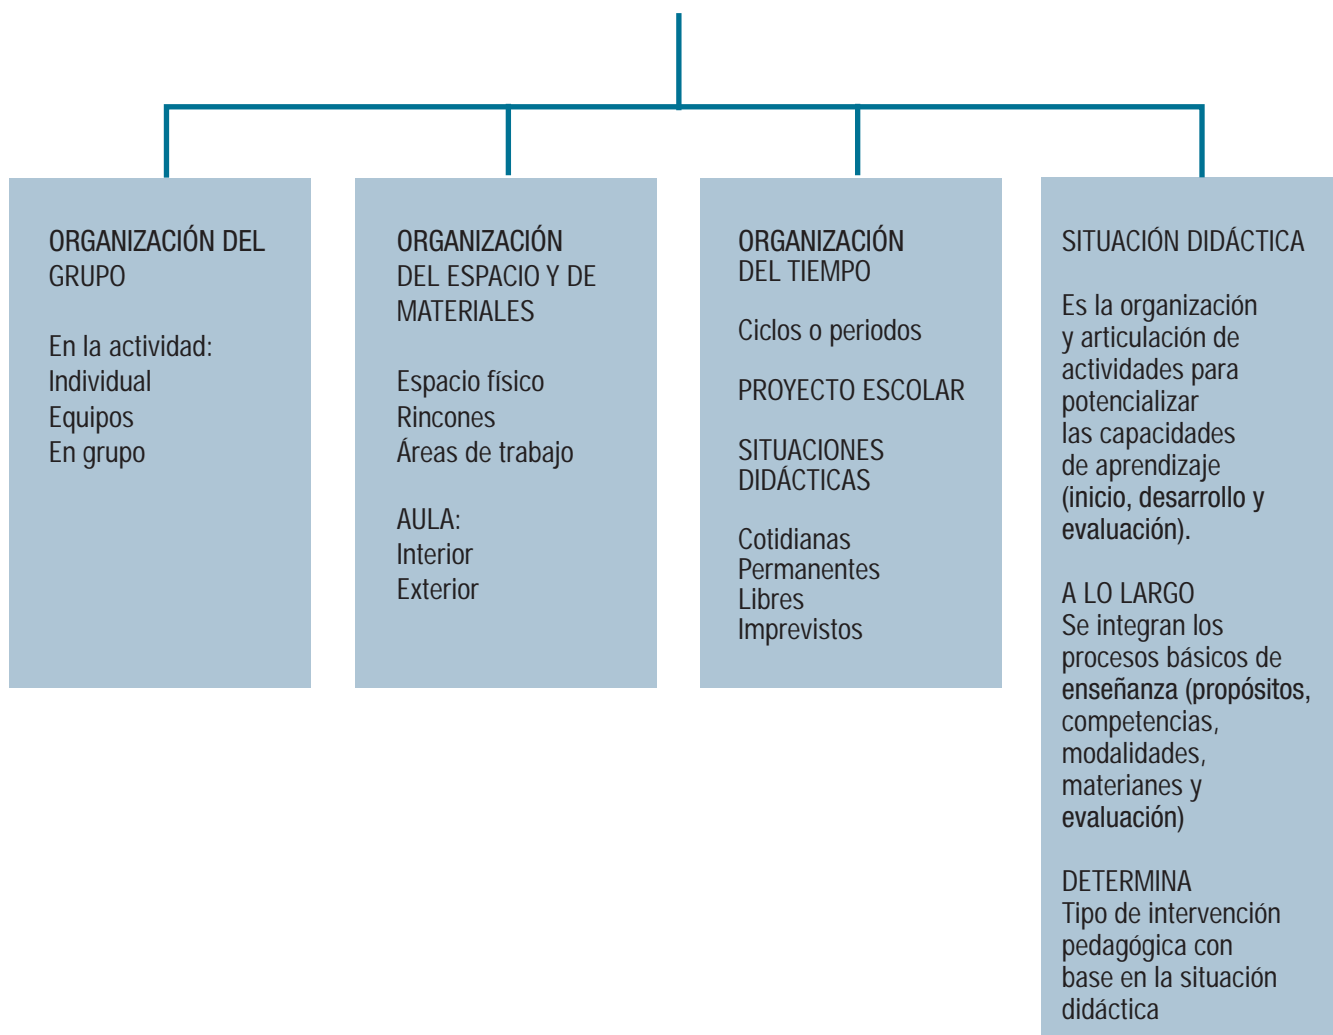 ORGANIZACIÓN DEL
GRUPO
En la actividad:
Individual
Equipos
En grupo
ORGANIZACIÓN
DEL ESPACIO Y DE
MATERIALES
Espacio físico
Rincones
Áreas de trabajo
AULA:
Interior
Exterior
ORGANIZACIÓN
DEL TIEMPO
Ciclos o periodos
PROYECTO ESCOLAR
SITUACIONES
DIDÁCTICAS
Cotidianas
Permanentes
Libres
Imprevistos
SITUACIÓN DIDÁCTICA
Es la organización
y articulación de
actividades para
potencializar
las capacidades
de aprendizaje
(inicio, desarrollo y
evaluación).
A LO LARGO
Se integran los
procesos básicos de
enseñanza (propósitos,
competencias,
modalidades,
materianes y
evaluación)
DETERMINA
Tipo de intervención
pedagógica con
base en la situación
didáctica